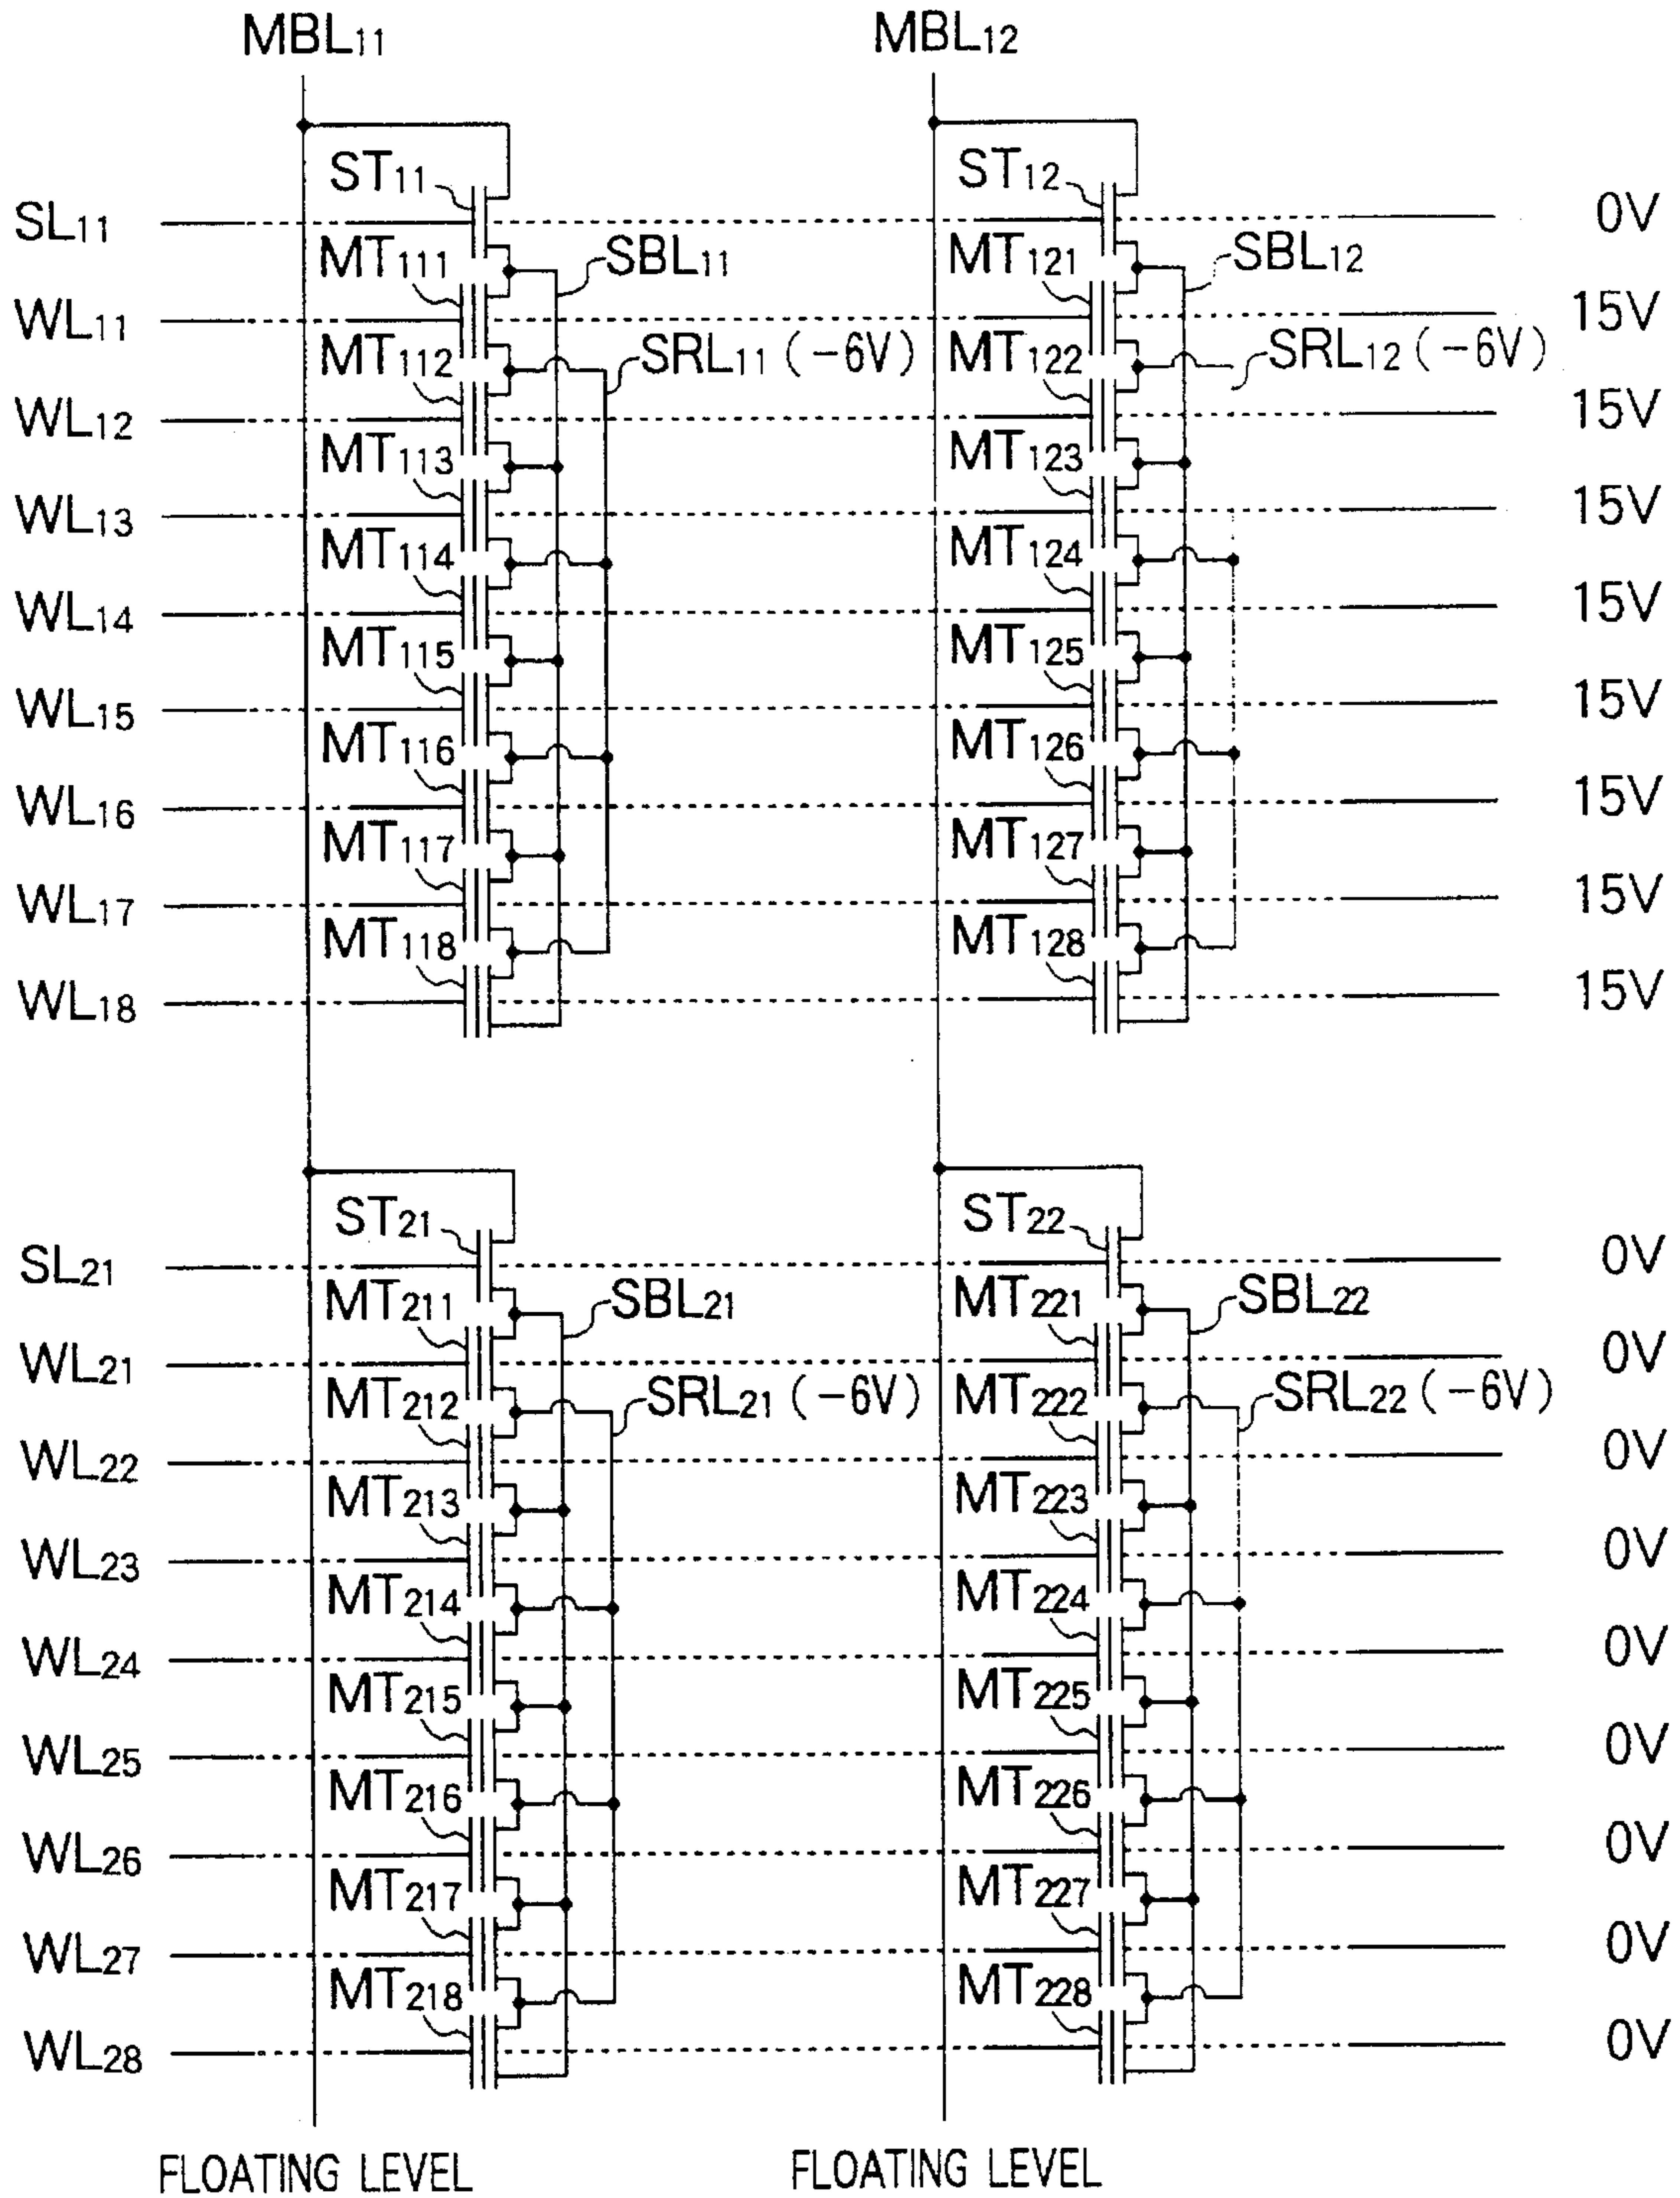 MBL11 MBL12
ST11 ST12
SL11 0V
MT111 SBL11 MT121 SBL12
WL11 15V
MT112 SRL11 (-6V) MT122 SRL12 (-6V)
WL12 15V
MT113 MT123
WL13 15V
MT114 MT124
WL14 15V
MT115 MT125
WL15 15V
MT116 MT126
WL16 15V
MT117 MT127
WL17 15V
MT118 MT128
WL18 15V
ST21 ST22
SL21 0V
MT211 SBL21 MT221 SBL22
WL21 0V
MT212 SRL21 (-6V) MT222 SRL22 (-6V)
WL22 0V
MT213 MT223
WL23 0V
MT214 MT224
WL24 0V
MT215 MT225
WL25 0V
MT216 MT226
WL26 0V
MT217 MT227
WL27 0V
MT218 MT228
WL28 0V
FLOATING LEVEL FLOATING LEVEL